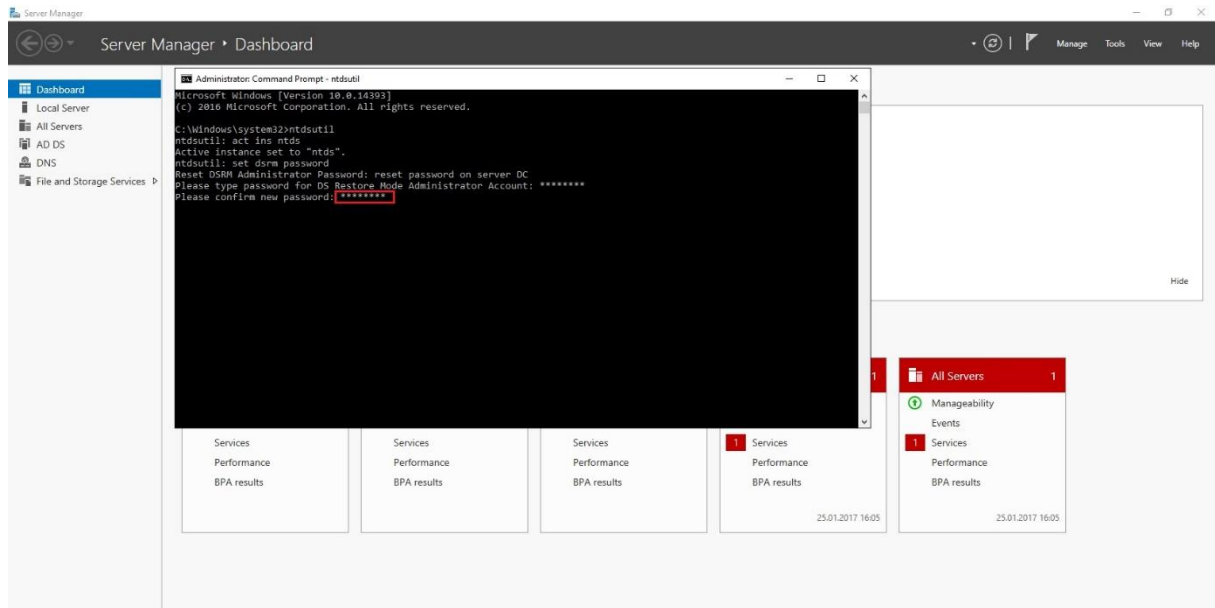 Server Manager
Server Manager • Dashboard
Manage Tools View Help
Dashboard
Local Server
All Servers
AD DS
DNS
File and Storage Services
Administrator: Command Prompt - ntdsutil
Microsoft Windows [Version 10.0.14393]
(c) 2016 Microsoft Corporation. All rights reserved.
C:\Windows\system32>ntdsutil
ntdsutil: act ins ntds
Active instance set to "ntds".
ntdsutil: set dsrm password
Reset DSRM Administrator Password: reset password on server DC
Please type password for DS Restore Mode Administrator Account: ********
Please confirm new password: ********
Hide
1
All Servers 1
Manageability
Events
Services
Performance
BPA results
Services
Performance
BPA results
Services
Performance
BPA results
1 Services
Performance
BPA results
25.01.2017 16:05
1 Services
Performance
BPA results
25.01.2017 16:05